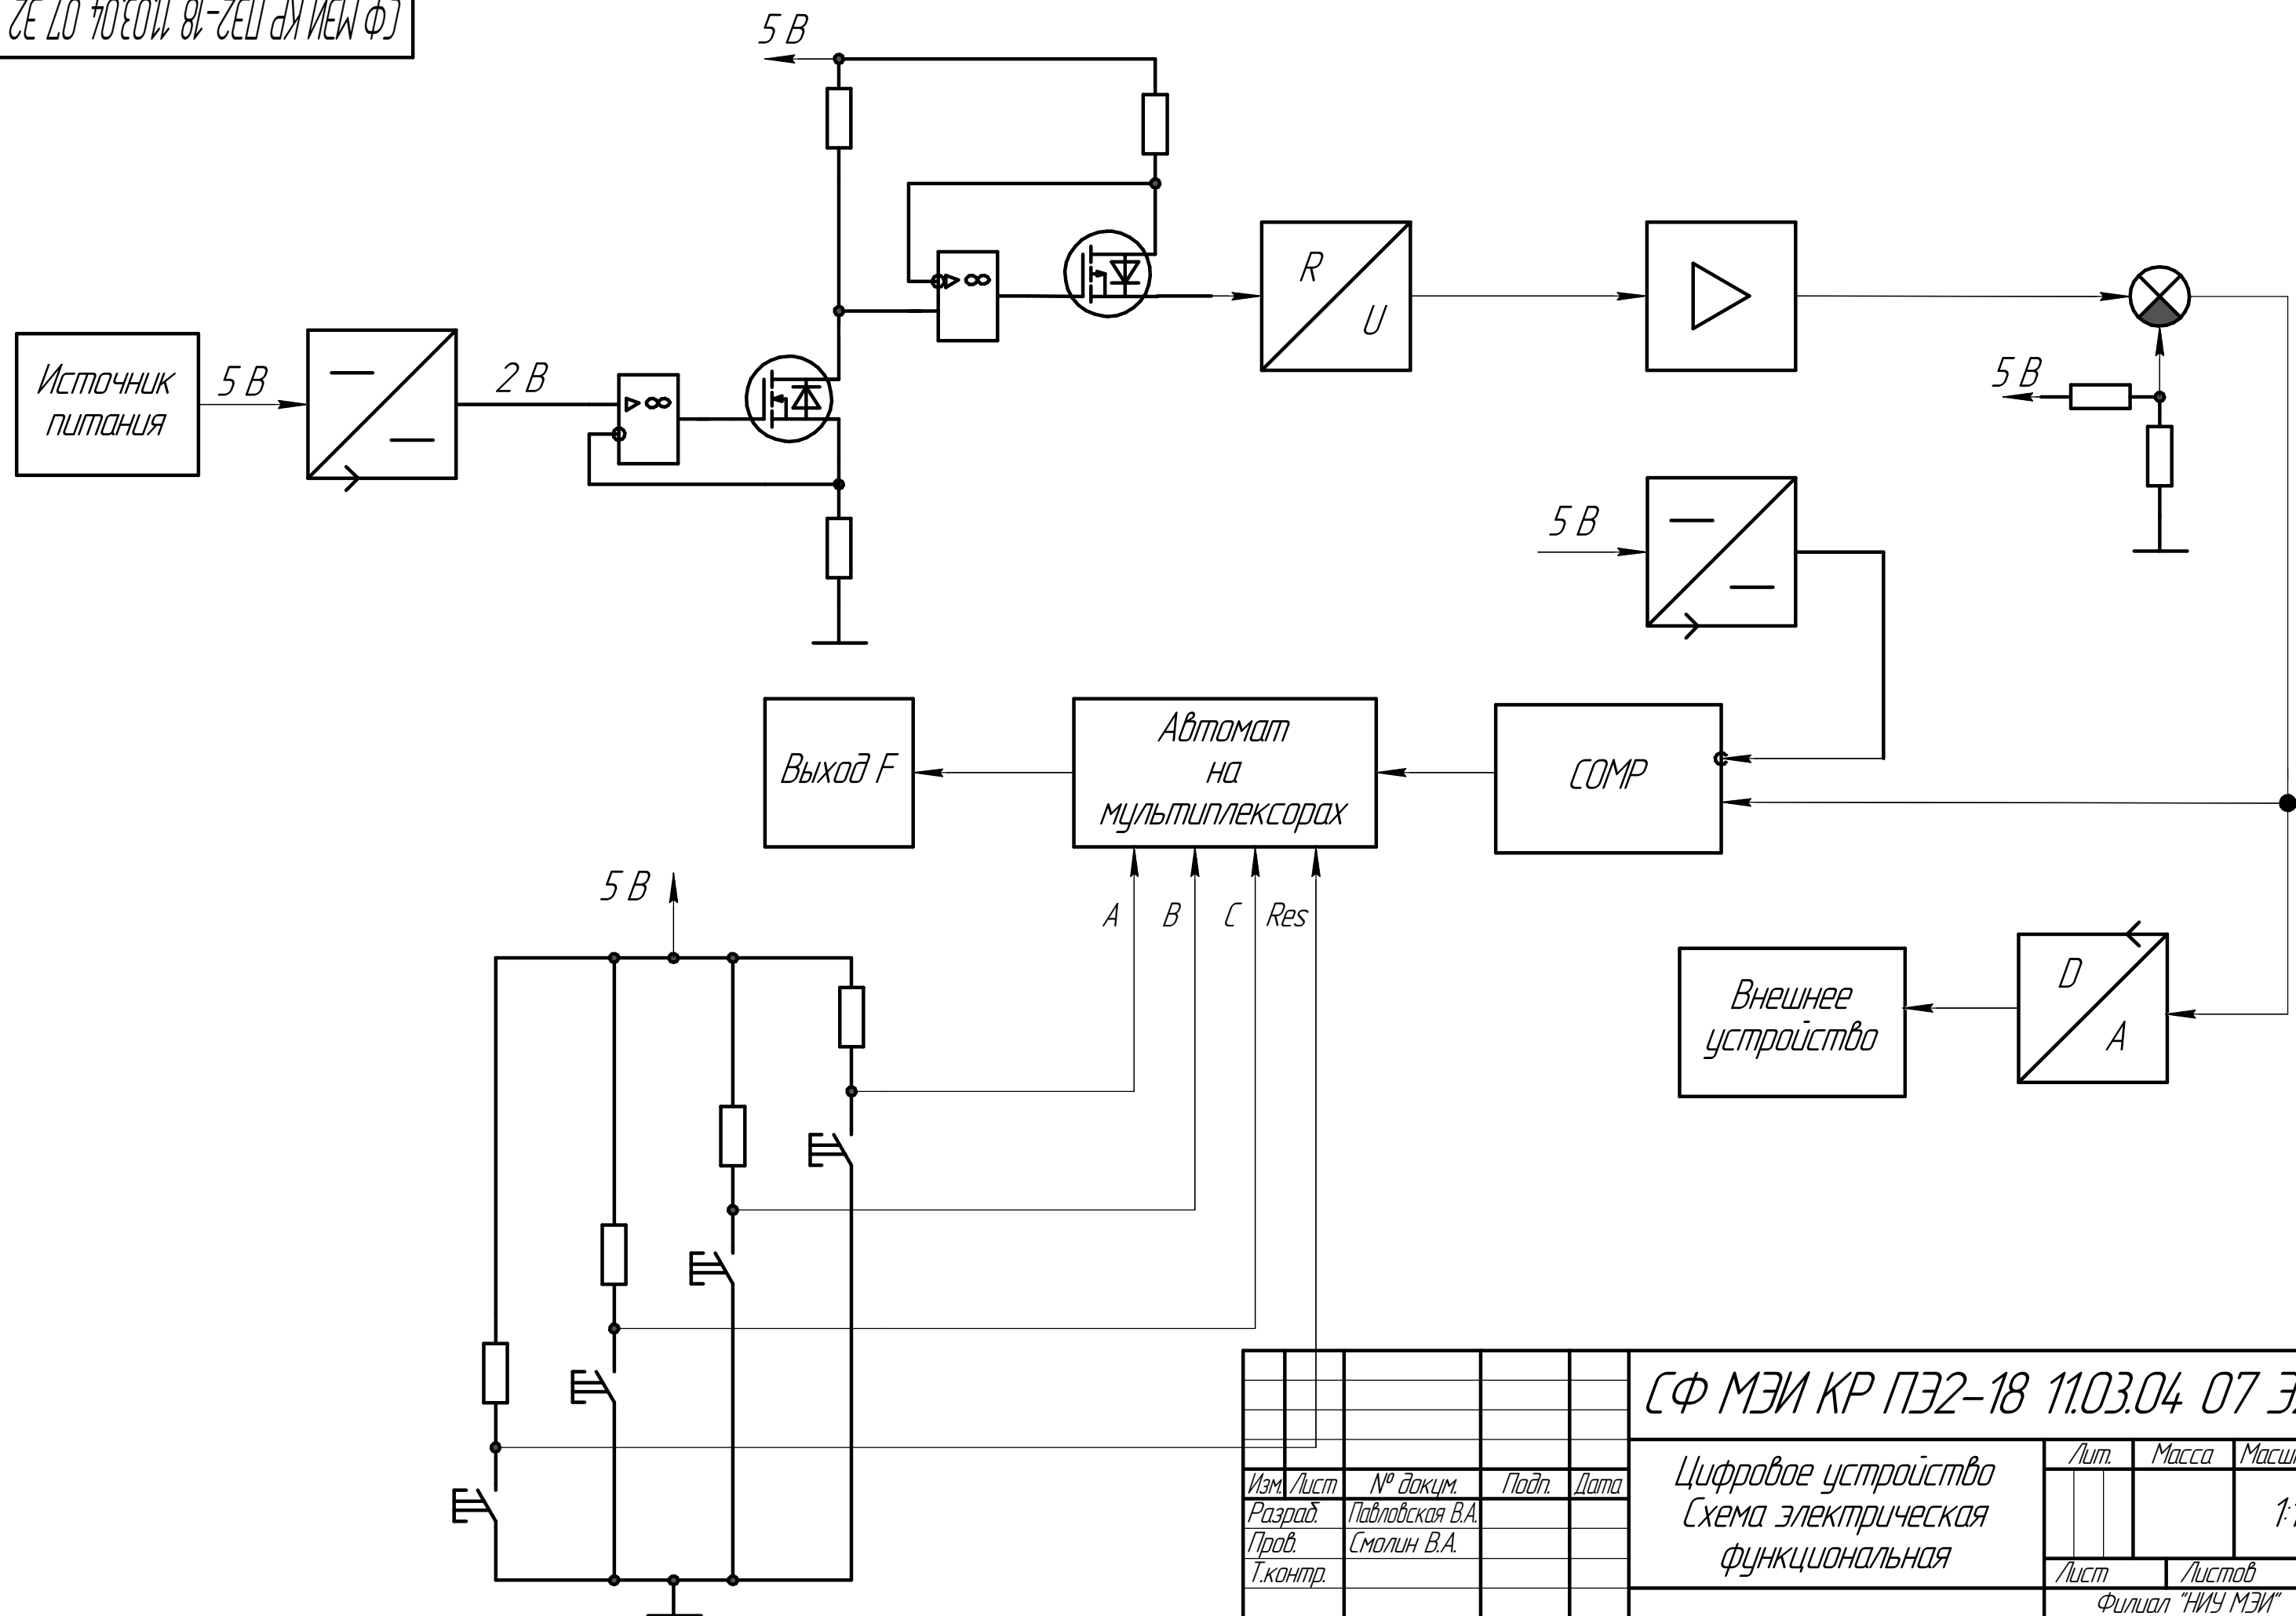 СФ МЭИ КР ПЭ2-18 11.03.04 07 Э2
5 В
R
U
Источник
питания
5 В
2 В
▷ ∞
▷ ∞
5 В
5 В
Выход F
Автомат
на
мультиплексорах
COMP
5 В
A
B
C
Res
Внешнее
устройство
D
A
СФ МЭИ КР ПЭ2-18 11.03.04 07
Цифровое устройство
Схема электрическая
функциональная
Лит.
Масса
Изм.
Лист
№ докум.
Подп.
Дата
Разраб.
Павловская В.А.
Пров.
Смолин В.А.
Т.контр.
Лист
Листов
Филиал "НИУ МЭИ"